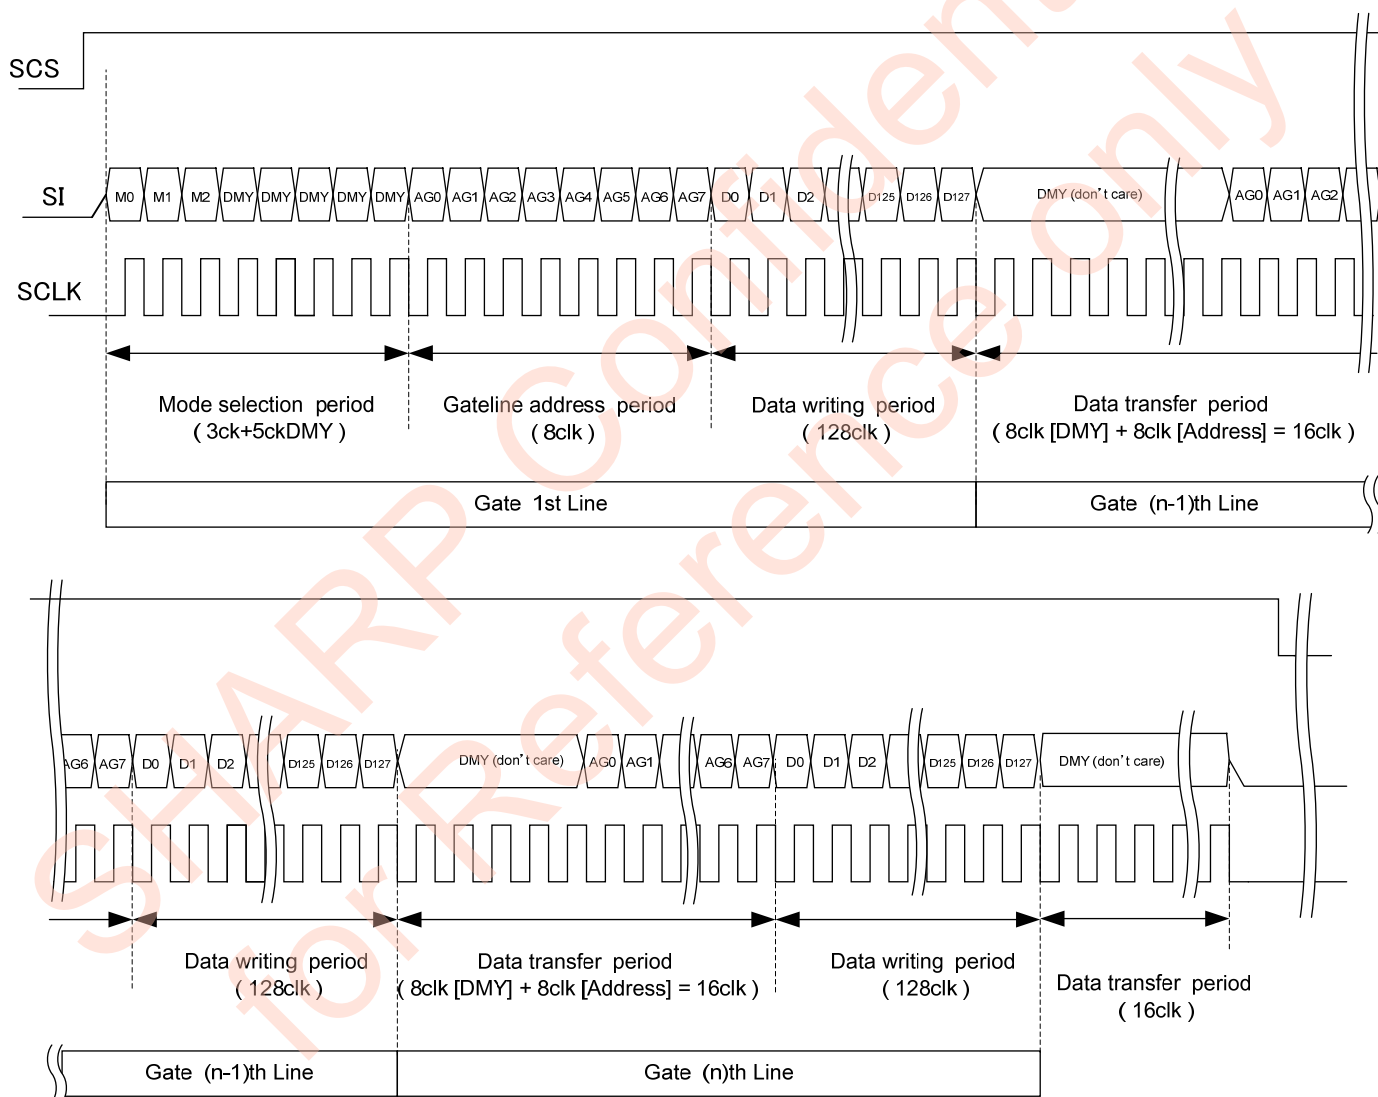 SCS
SI
M0 M1 M2 DMY DMY DMY DMY DMY AG0 AG1 AG2 AG3 AG4 AG5 AG6 AG7 D0 D1 D2 D125 D126 D127 DMY (don't care) AG0 AG1 AG2
SCLK
Mode selection period
( 3ck+5ckDMY )
Gateline address period
( 8clk )
Data writing period
( 128clk )
Data transfer period
( 8clk [DMY] + 8clk [Address] = 16clk )
Gate 1st Line
Gate (n-1)th Line
AG6 AG7 D0 D1 D2 D125 D126 D127 DMY (don't care) AG0 AG1 AG6 AG7 D0 D1 D2 D125 D126 D127 DMY (don't care)
Data writing period
( 128clk )
Data transfer period
( 8clk [DMY] + 8clk [Address] = 16clk )
Data writing period
( 128clk )
Data transfer period
( 16clk )
Gate (n-1)th Line
Gate (n)th Line
SHARP Confidential
for Reference only